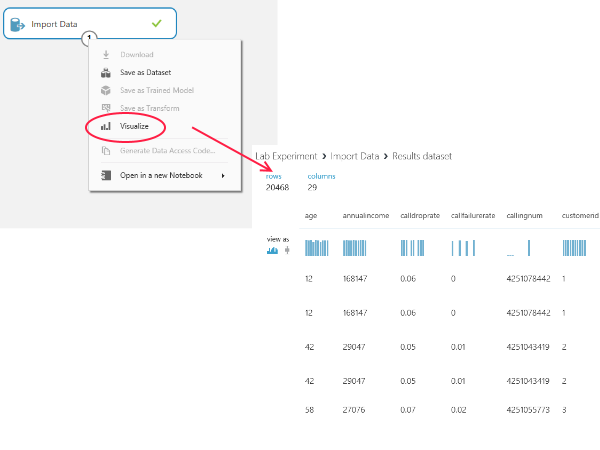 Import Data
1
Download
Save as Dataset
Save as Trained Model
Save as Transform
Visualize
Generate Data Access Code...
Open in a new Notebook
Lab Experiment > Import Data > Results dataset
rows columns
20468 29
age annualincome calldroprate callfailurerate callingnum customerid
view as
12 168147 0.06 0 4251078442 1
12 168147 0.06 0 4251078442 1
42 29047 0.05 0.01 4251043419 2
42 29047 0.05 0.01 4251043419 2
58 27076 0.07 0.02 4251055773 3